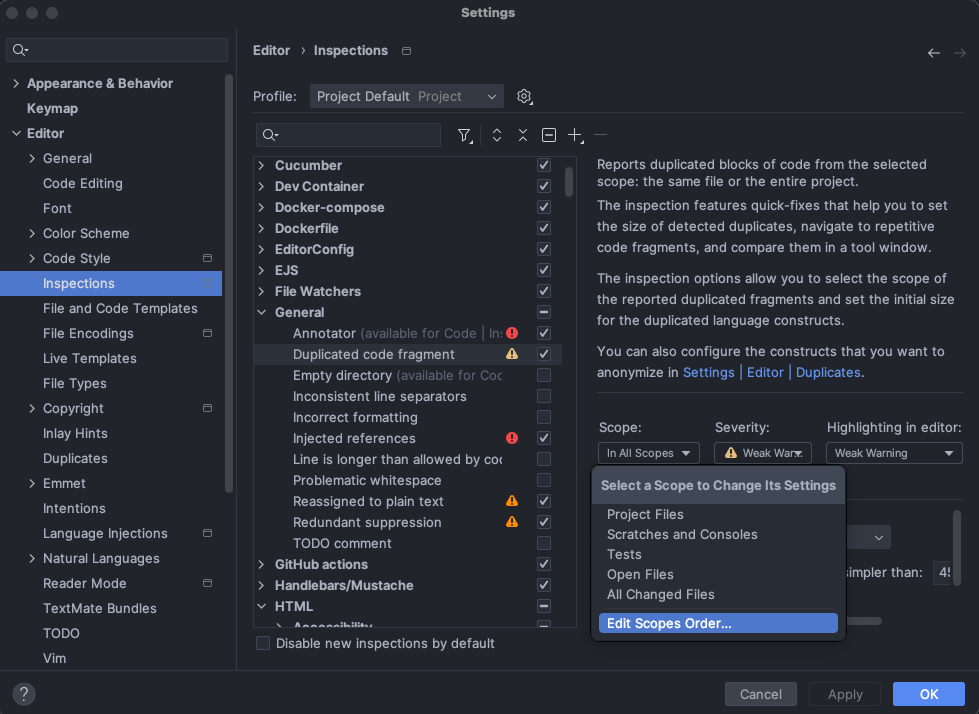 Settings
Appearance & Behavior
Keymap
Editor
General
Code Editing
Font
Color Scheme
Code Style
Inspections
File and Code Templates
File Encodings
Live Templates
File Types
Copyright
Inlay Hints
Duplicates
Emmet
Intentions
Language Injections
Natural Languages
Reader Mode
TextMate Bundles
TODO
Vim
?
Editor › Inspections
Profile: Project Default Project
Cucumber
Dev Container
Docker-compose
Dockerfile
EditorConfig
EJS
File Watchers
General
Annotator (available for Code | In
Duplicated code fragment
Empty directory (available for Coc
Inconsistent line separators
Incorrect formatting
Injected references
Line is longer than allowed by co
Problematic whitespace
Reassigned to plain text
Redundant suppression
TODO comment
GitHub actions
Handlebars/Mustache
HTML
Accessibility
Disable new inspections by default
Reports duplicated blocks of code from the selected
scope: the same file or the entire project.
The inspection features quick-fixes that help you to set
the size of detected duplicates, navigate to repetitive
code fragments, and compare them in a tool window.
The inspection options allow you to select the scope of
the reported duplicated fragments and set the initial size
for the duplicated language constructs.
You can also configure the constructs that you want to
anonymize in Settings | Editor | Duplicates.
Scope: Severity: Highlighting in editor:
In All Scopes Weak War Weak Warning
Select a Scope to Change Its Settings
Project Files
Scratches and Consoles
Tests
Open Files
All Changed Files
Edit Scopes Order...
simpler than: 45
Cancel Apply OK